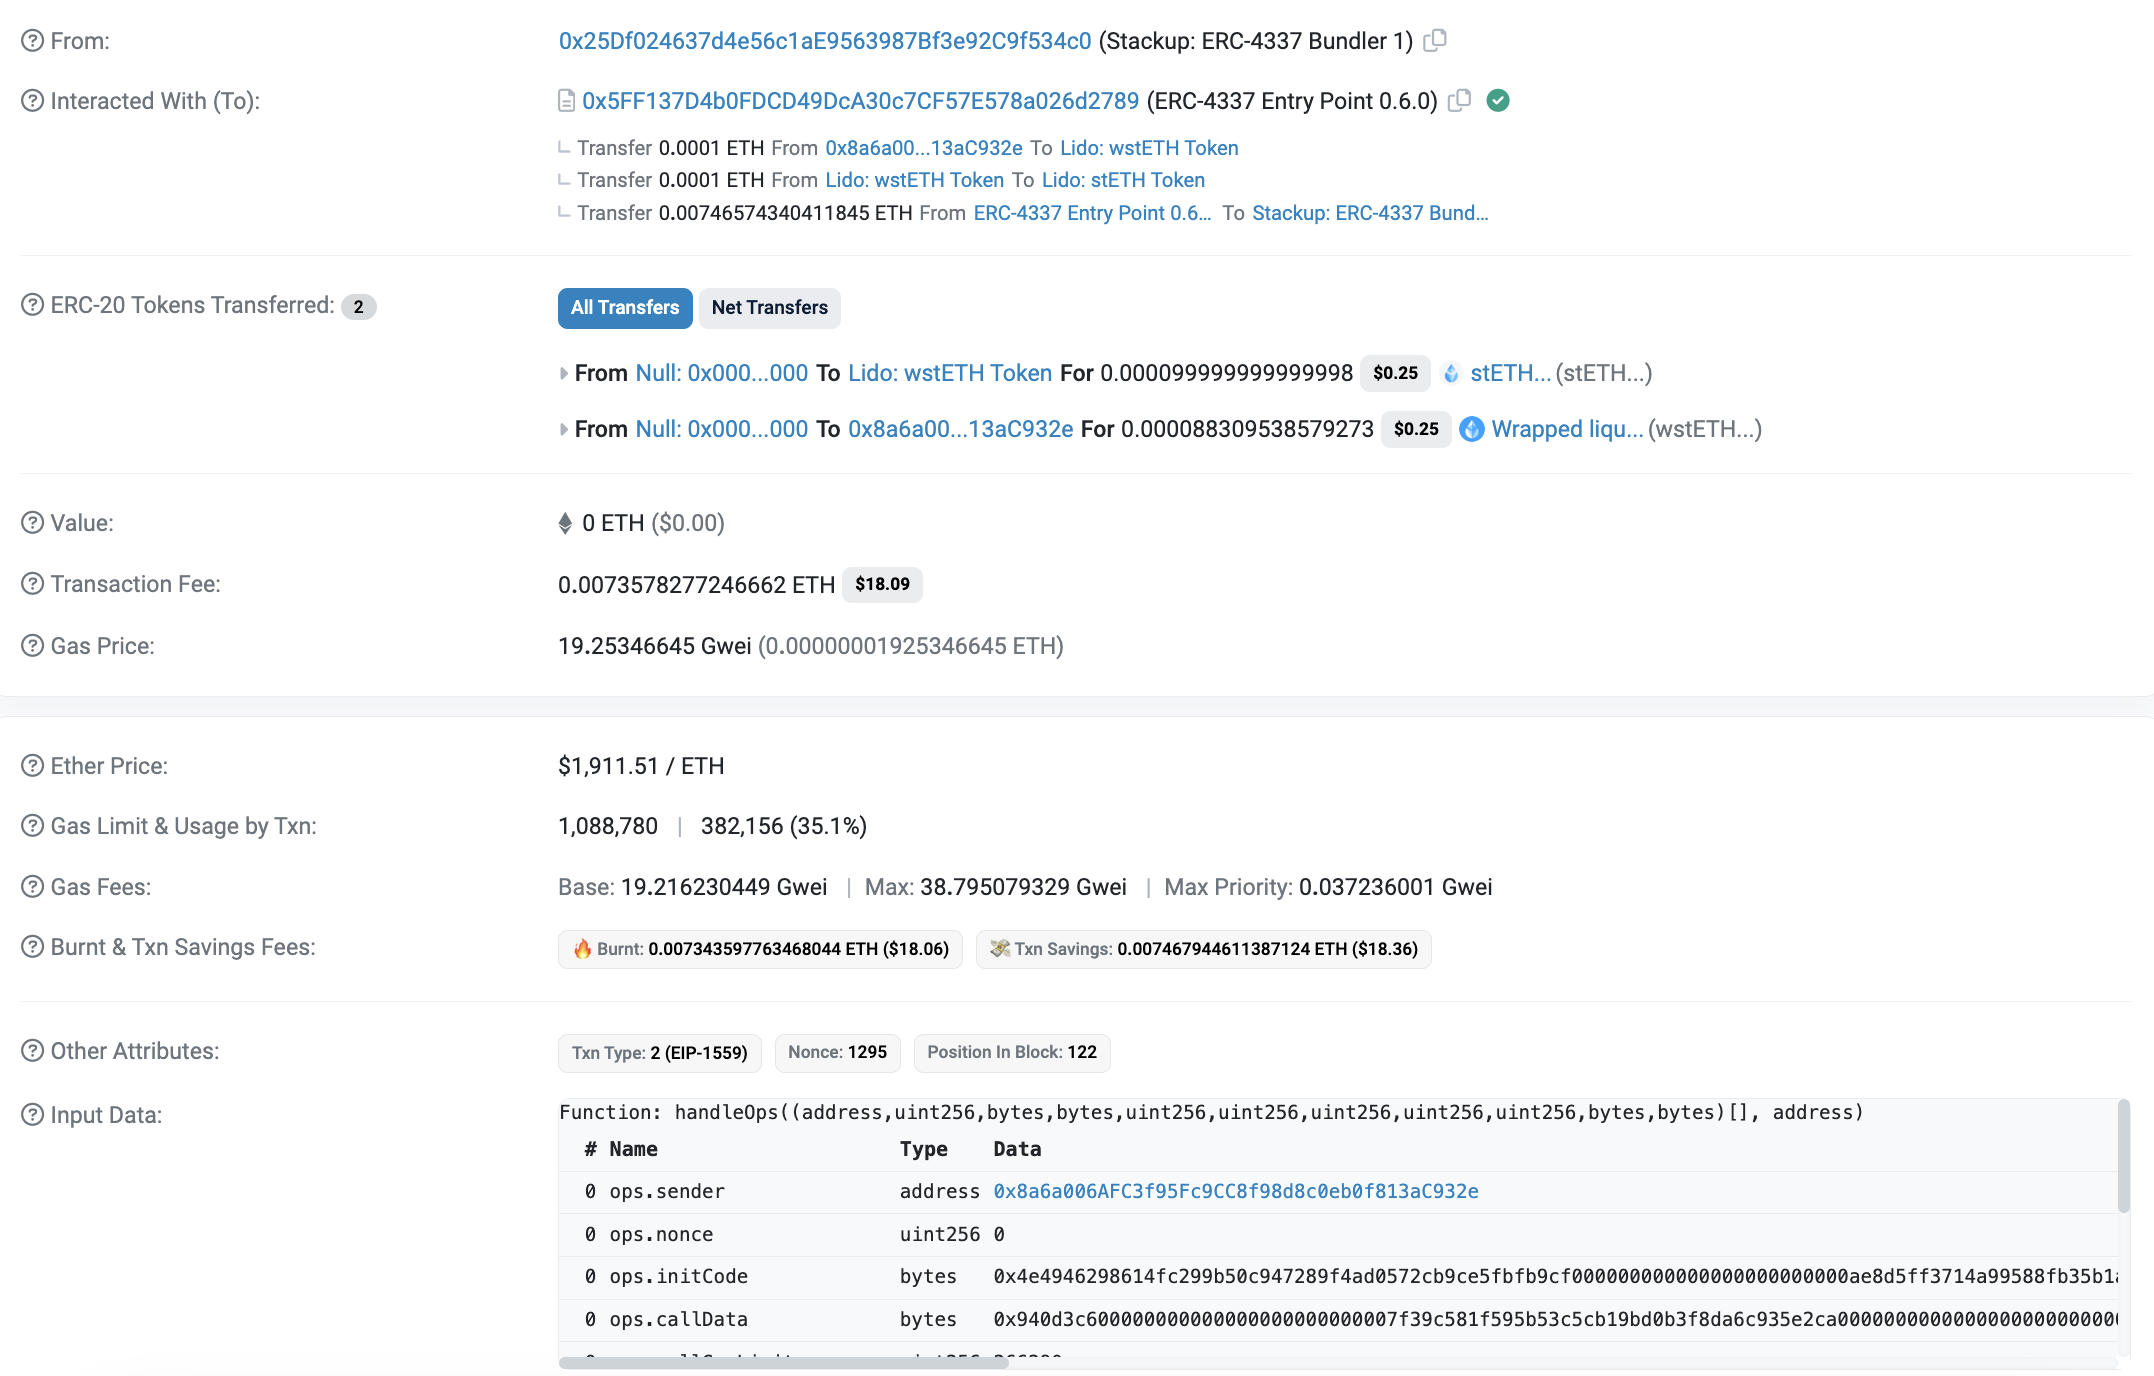 From: 0x25Df024637d4e56c1aE9563987Bf3e92C9f534c0 (Stackup: ERC-4337 Bundler 1)
Interacted With (To): 0x5FF137D4b0FDCD49DcA30c7CF57E578a026d2789 (ERC-4337 Entry Point 0.6.0)
Transfer 0.0001 ETH From 0x8a6a00...13aC932e To Lido: wstETH Token
Transfer 0.0001 ETH From Lido: wstETH Token To Lido: stETH Token
Transfer 0.00746574340411845 ETH From ERC-4337 Entry Point 0.6... To Stackup: ERC-4337 Bund...
ERC-20 Tokens Transferred: 2 All Transfers Net Transfers
From Null: 0x000...000 To Lido: wstETH Token For 0.000099999999999998 $0.25 stETH... (stETH...)
From Null: 0x000...000 To 0x8a6a00...13aC932e For 0.000088309538579273 $0.25 Wrapped liqu... (wstETH...)
Value: 0 ETH ($0.00)
Transaction Fee: 0.0073578277246662 ETH $18.09
Gas Price: 19.25346645 Gwei (0.00000001925346645 ETH)
Ether Price: $1,911.51 / ETH
Gas Limit & Usage by Txn: 1,088,780 | 382,156 (35.1%)
Gas Fees: Base: 19.216230449 Gwei | Max: 38.795079329 Gwei | Max Priority: 0.037236001 Gwei
Burnt & Txn Savings Fees: Burnt: 0.007343597763468044 ETH ($18.06) Txn Savings: 0.007467944611387124 ETH ($18.36)
Other Attributes: Txn Type: 2 (EIP-1559) Nonce: 1295 Position In Block: 122
Input Data: Function: handleOps((address,uint256,bytes,bytes,uint256,uint256,uint256,uint256,uint256,bytes,bytes)[], address)
# Name Type Data
0 ops.sender address 0x8a6a006AFC3f95Fc9CC8f98d8c0eb0f813aC932e
0 ops.nonce uint256 0
0 ops.initCode bytes 0x4e4946298614fc299b50c947289f4ad0572cb9ce5fbfb9cf000000000000000000000000ae8d5ff3714a99588fb35b1
0 ops.callData bytes 0x940d3c600000000000000000000000007f39c581f595b53c5cb19bd0b3f8da6c935e2ca0000000000000000000000000